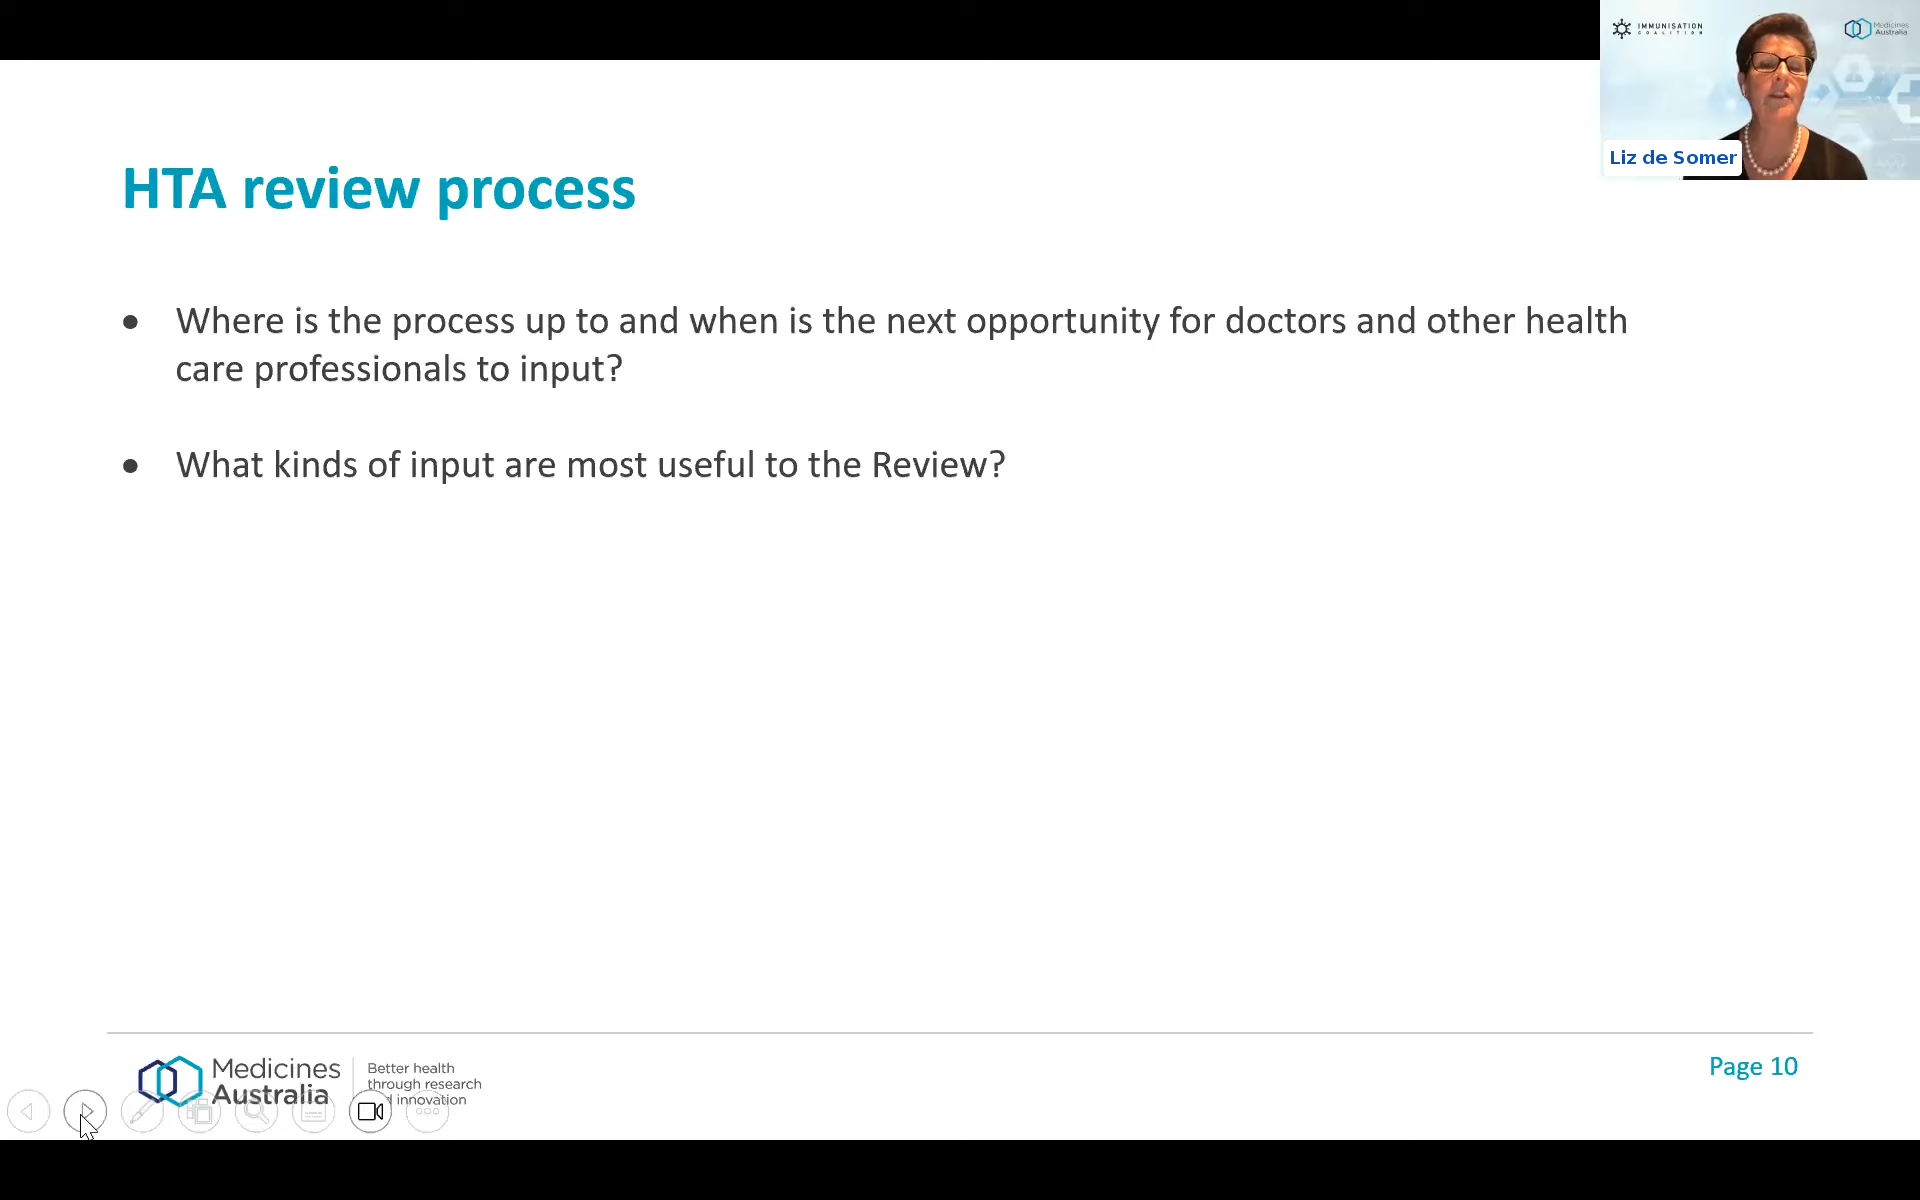 IMMUNISATION
COALITION
Medicines
Australia
Liz de Somer
HTA review process
• Where is the process up to and when is the next opportunity for doctors and other health
care professionals to input?
• What kinds of input are most useful to the Review?
Medicines
Australia
Better health
through research
d innovation
Page 10